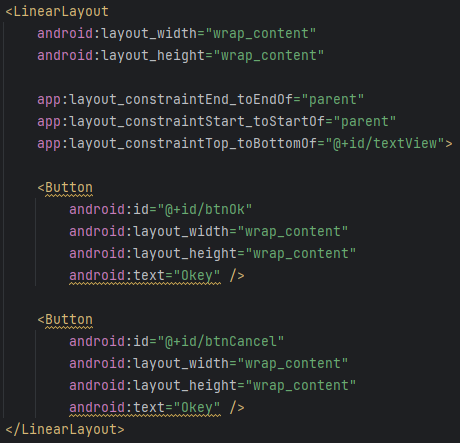 <LinearLayout
    android:layout_width="wrap_content"
    android:layout_height="wrap_content"

    app:layout_constraintEnd_toEndOf="parent"
    app:layout_constraintStart_toStartOf="parent"
    app:layout_constraintTop_toBottomOf="@+id/textView">

    <Button
        android:id="@+id/btnOk"
        android:layout_width="wrap_content"
        android:layout_height="wrap_content"
        android:text="Okey" />

    <Button
        android:id="@+id/btnCancel"
        android:layout_width="wrap_content"
        android:layout_height="wrap_content"
        android:text="Okey" />
</LinearLayout>